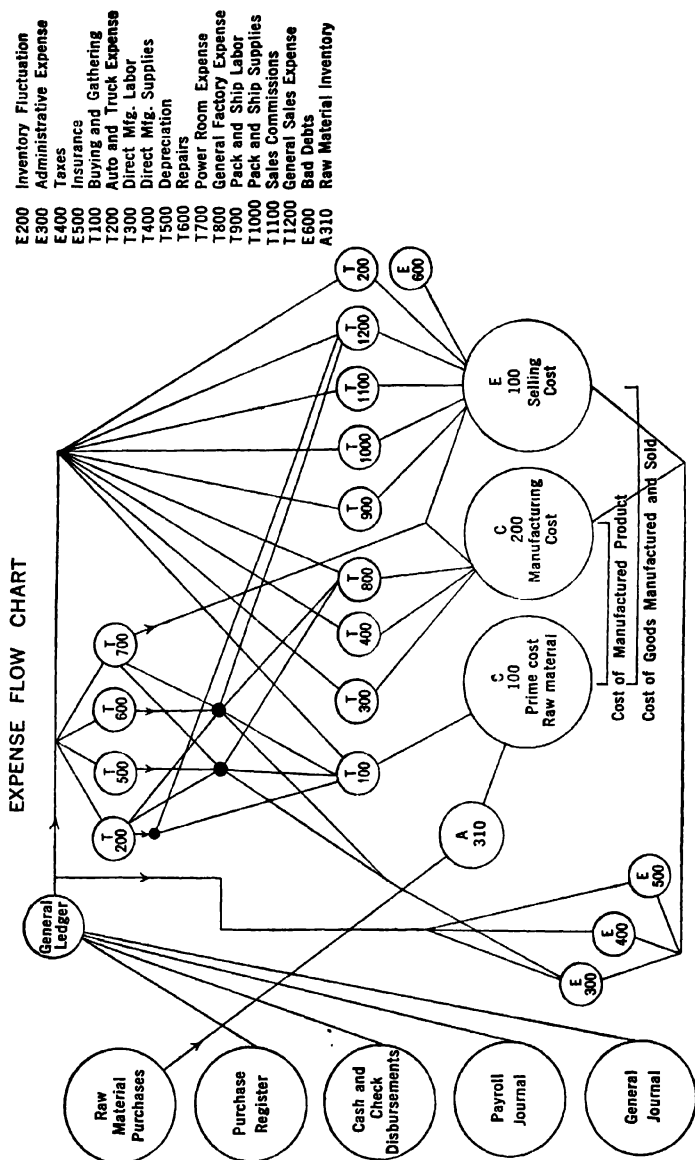 EXPENSE FLOW CHART
E200 Inventory Fluctuation
E300 Administrative Expense
E400 Taxes
E500 Insurance
T100 Buying and Gathering
T200 Auto and Truck Expense
T300 Direct Mfg. Labor
T400 Direct Mfg. Supplies
T500 Depreciation
T600 Repairs
T700 Power Room Expense
T800 General Factory Expense
T900 Pack and Ship Labor
T1000 Pack and Ship Supplies
T1100 Sales Commissions
T1200 General Sales Expense
E600 Bad Debts
A310 Raw Material Inventory
General
Ledger
T
200
T
500
T
600
T
700
Raw
Material
Purchases
Purchase
Register
Cash and
Check
Disbursements
Payroll
Journal
General
Journal
T
100
T
300
T
400
T
800
T
900
T
1000
T
1100
T
1200
T
200
E
600
A
310
C
100
Prime cost
Raw material
C
200
Manufacturing
Cost
E
100
Selling
Cost
E
300
E
400
E
500
Cost of Manufactured Product
Cost of Goods Manufactured and Sold